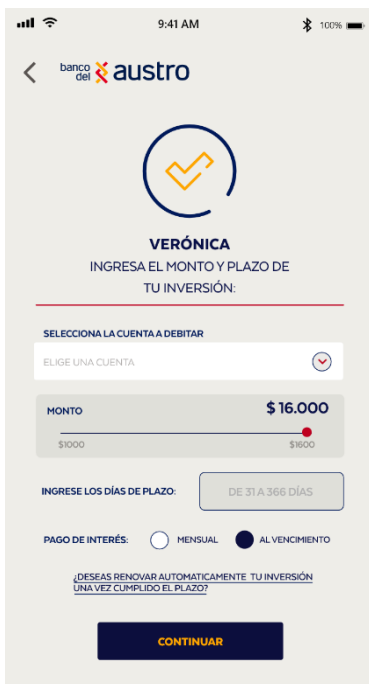 9:41 AM 100%
banco del austro
VERÓNICA
INGRESA EL MONTO Y PLAZO DE
TU INVERSIÓN:
SELECCIONA LA CUENTA A DEBITAR
ELIGE UNA CUENTA
MONTO $16.000
$1000 $1600
INGRESE LOS DÍAS DE PLAZO: DE 31 A 366 DÍAS
PAGO DE INTERÉS: MENSUAL AL VENCIMIENTO
¿DESEAS RENOVAR AUTOMATICAMENTE TU INVERSIÓN
UNA VEZ CUMPLIDO EL PLAZO?
CONTINUAR